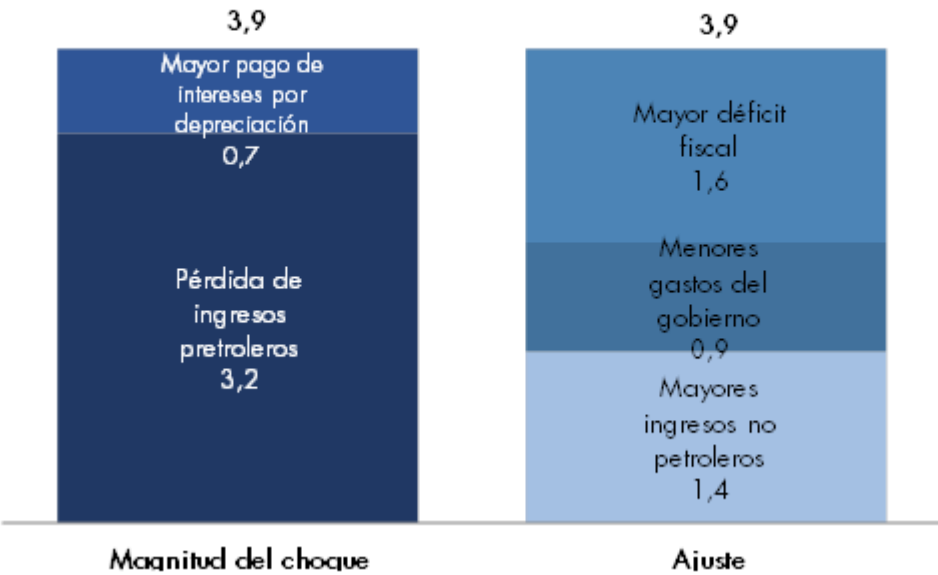 3,9
Mayor pago de
intereses por
depreciación
0,7
Pérdida de
ingresos
pretroleros
3,2
Magnitud del choque
3,9
Mayor déficit
fiscal
1,6
Menores
gastos del
gobierno
0,9
Mayores
ingresos no
petroleros
1,4
Ajuste